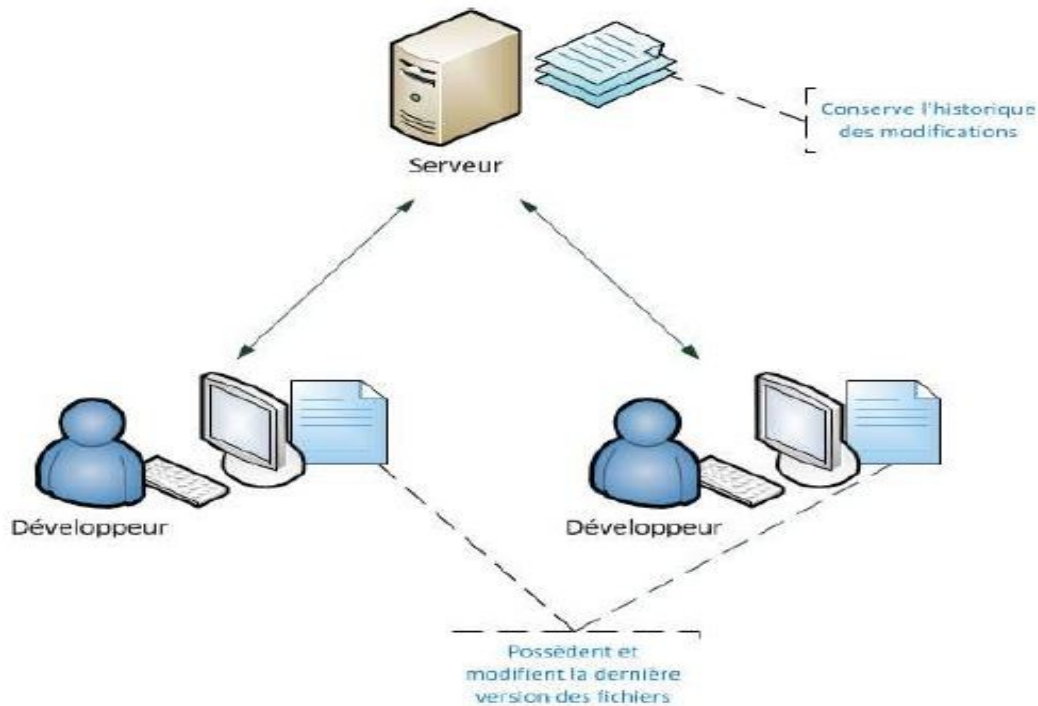 Serveur
Conserve l'historique
des modifications
Développeur
Développeur
Possèdent et
modifient la dernière
version des fichiers